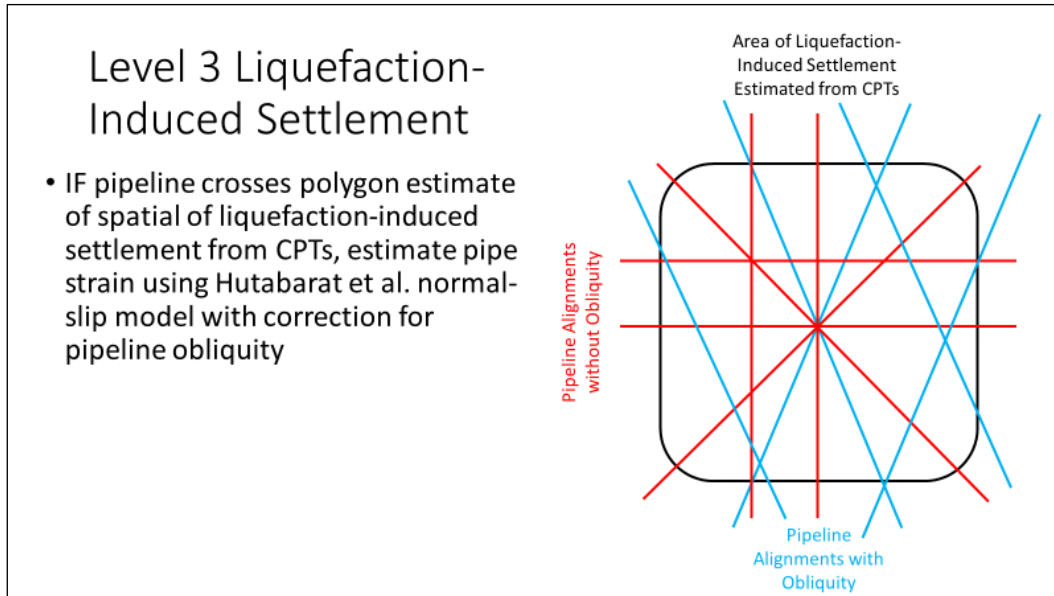 Level 3 Liquefaction-
Induced Settlement
• IF pipeline crosses polygon estimate
of spatial of liquefaction-induced
settlement from CPTs, estimate pipe
strain using Hutabarat et al. normal-
slip model with correction for
pipeline obliquity
Area of Liquefaction-
Induced Settlement
Estimated from CPTs
Pipeline Alignments
without Obliquity
Pipeline
Alignments with
Obliquity